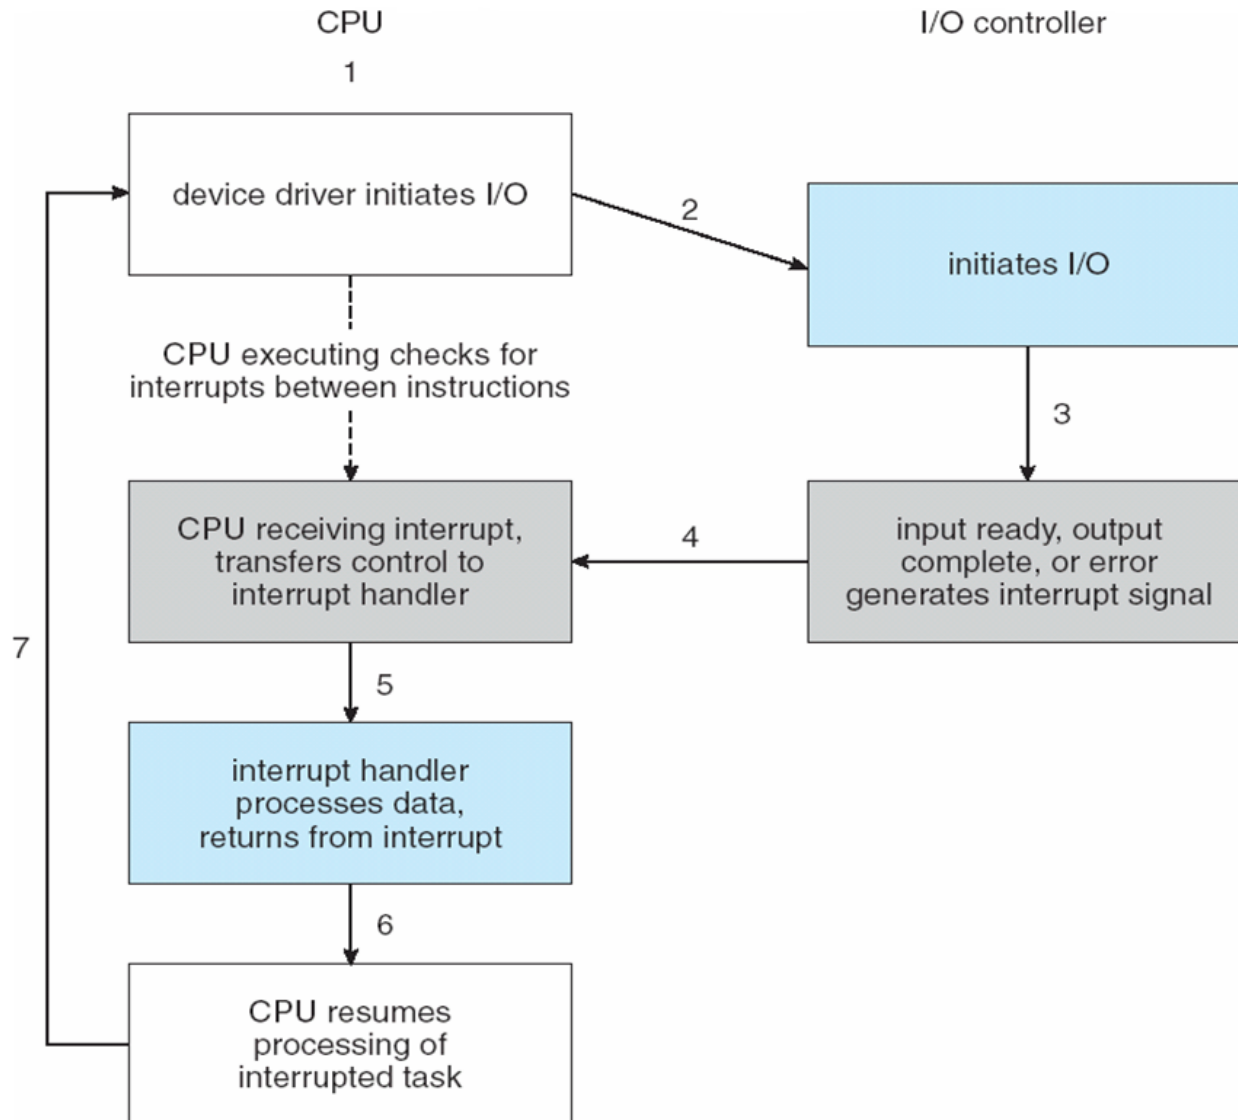 CPU
I/O controller
1
device driver initiates I/O
2
initiates I/O
CPU executing checks for
interrupts between instructions
3
CPU receiving interrupt,
transfers control to
interrupt handler
4
input ready, output
complete, or error
generates interrupt signal
7
5
interrupt handler
processes data,
returns from interrupt
6
CPU resumes
processing of
interrupted task